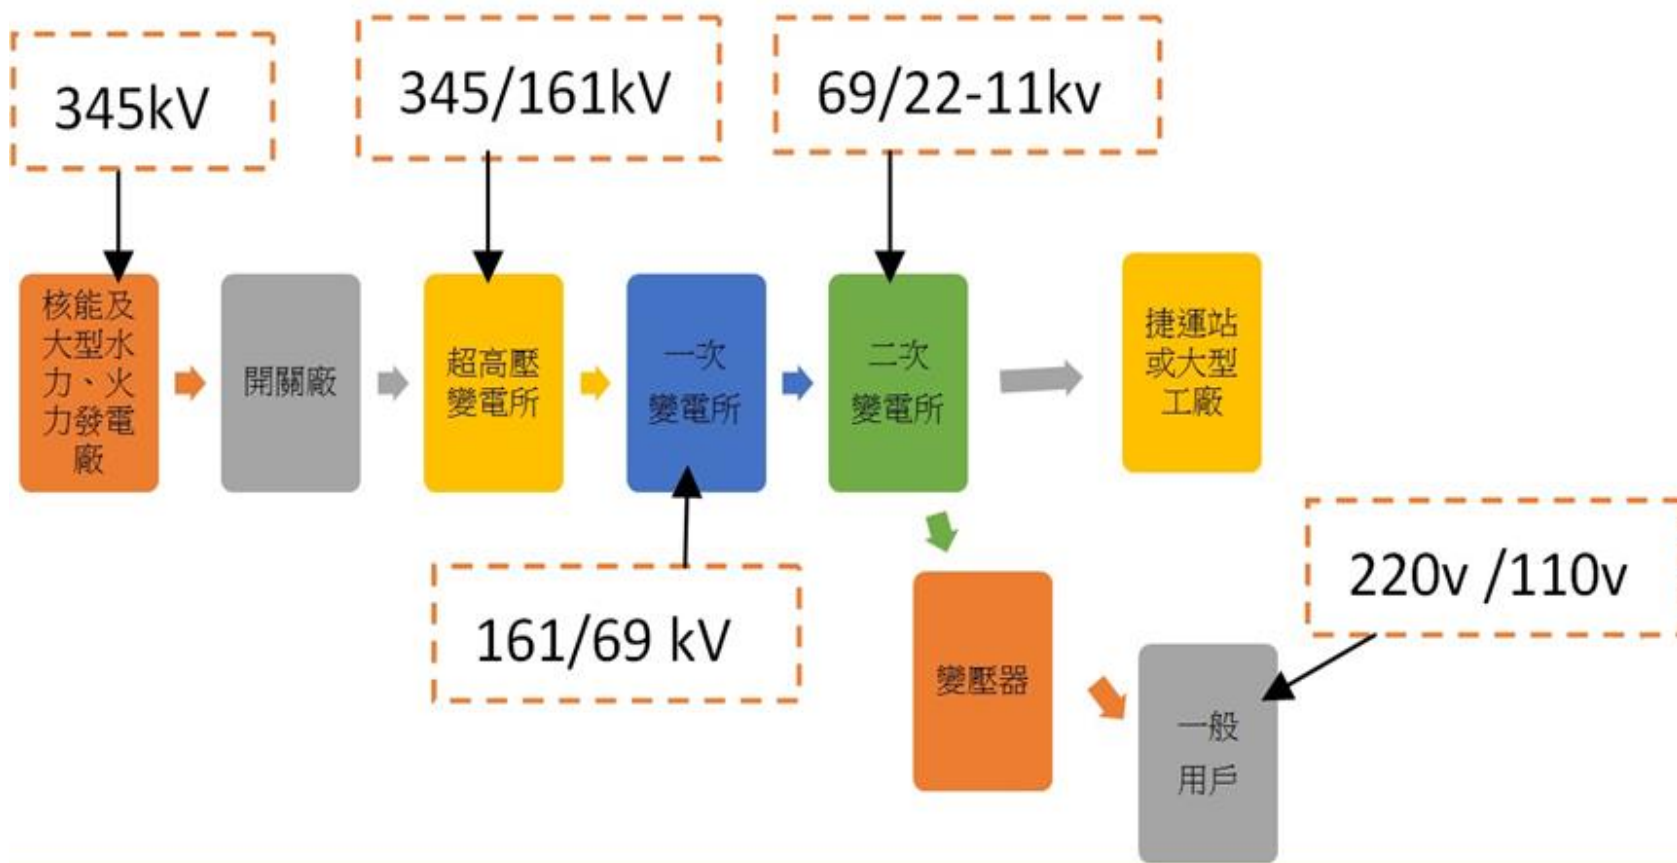 345kV
345/161kV
69/22-11kv
核能及
大型水
力、火
力發電
廠
開關廠
超高壓
變電所
一次
變電所
二次
變電所
捷運站
或大型
工廠
161/69 kV
220v /110v
變壓器
一般
用戶